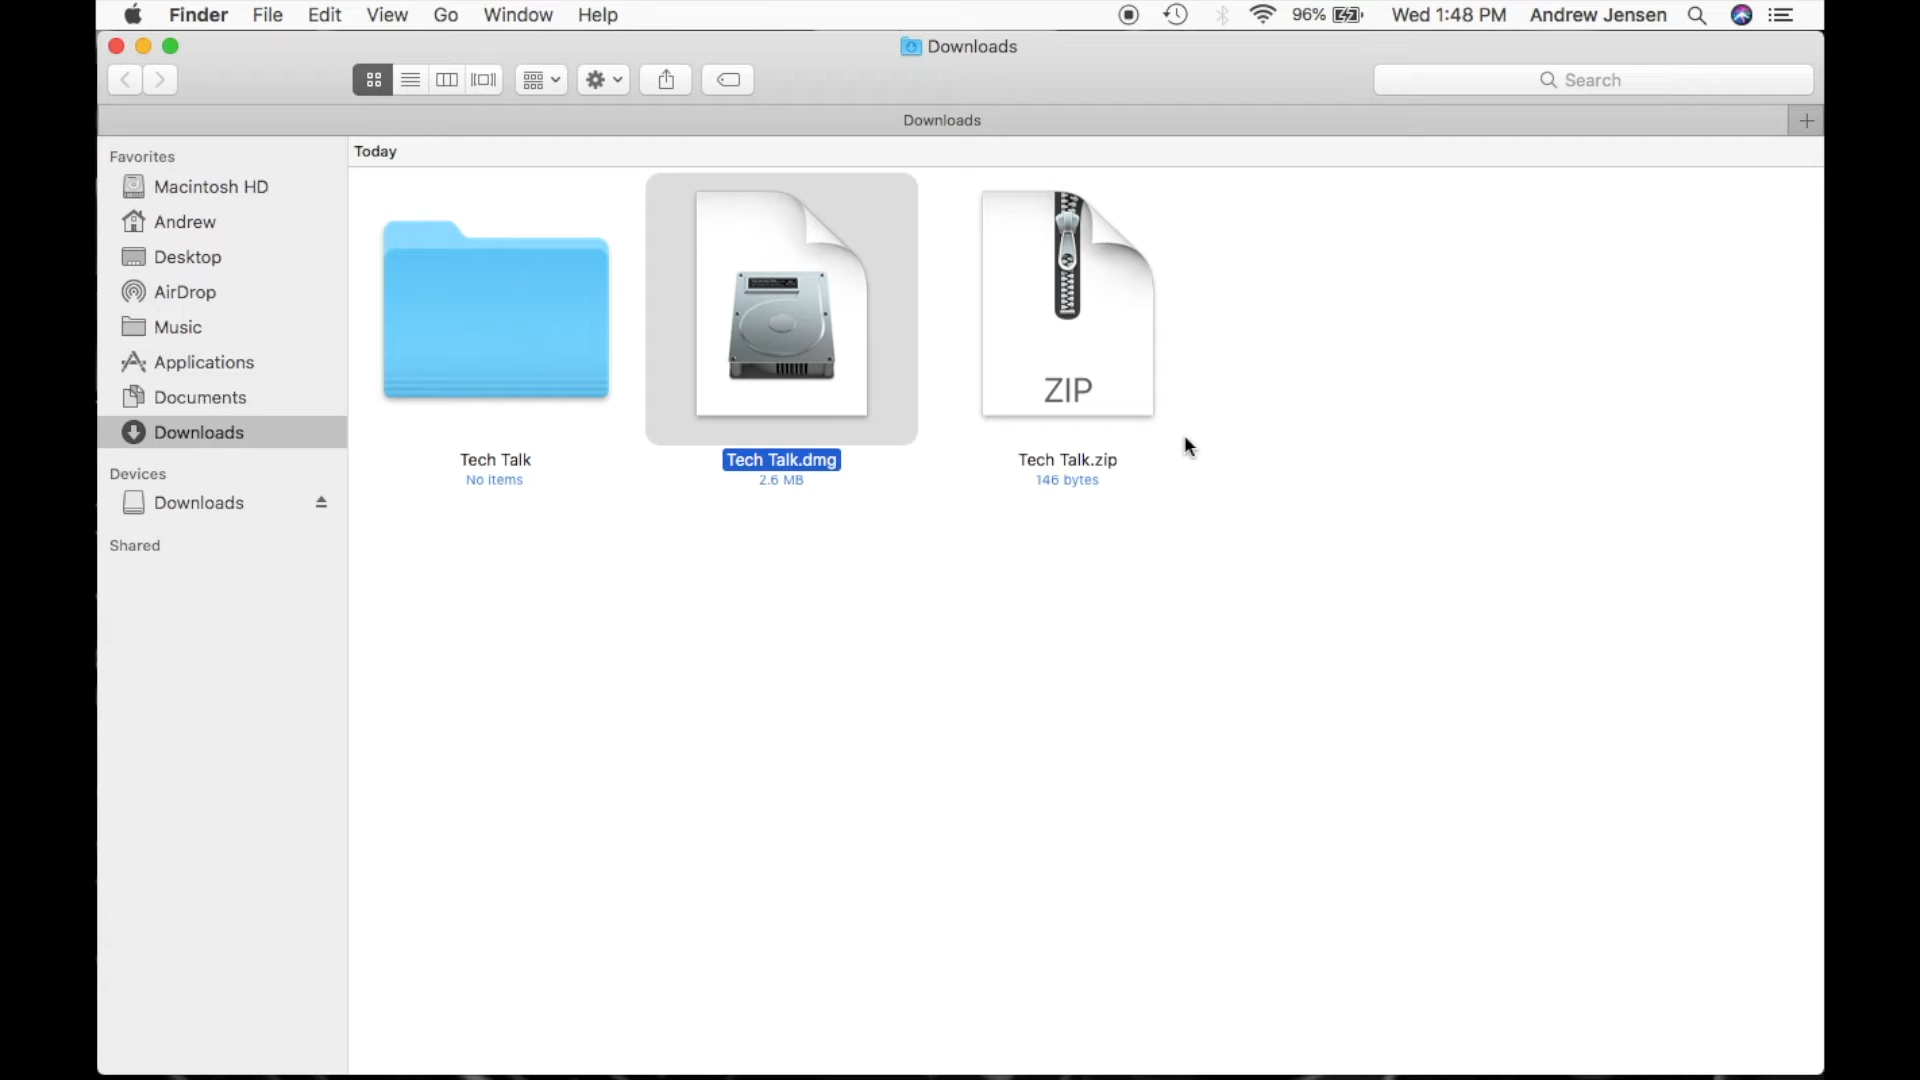 Finder File Edit View Go Window Help 96% Wed 1:48 PM Andrew Jensen
Downloads
Search
Downloads
Favorites
Macintosh HD
Andrew
Desktop
AirDrop
Music
Applications
Documents
Downloads
Devices
Downloads
Shared
Today
ZIP
Tech Talk
No items
Tech Talk.dmg
2.6 MB
Tech Talk.zip
146 bytes